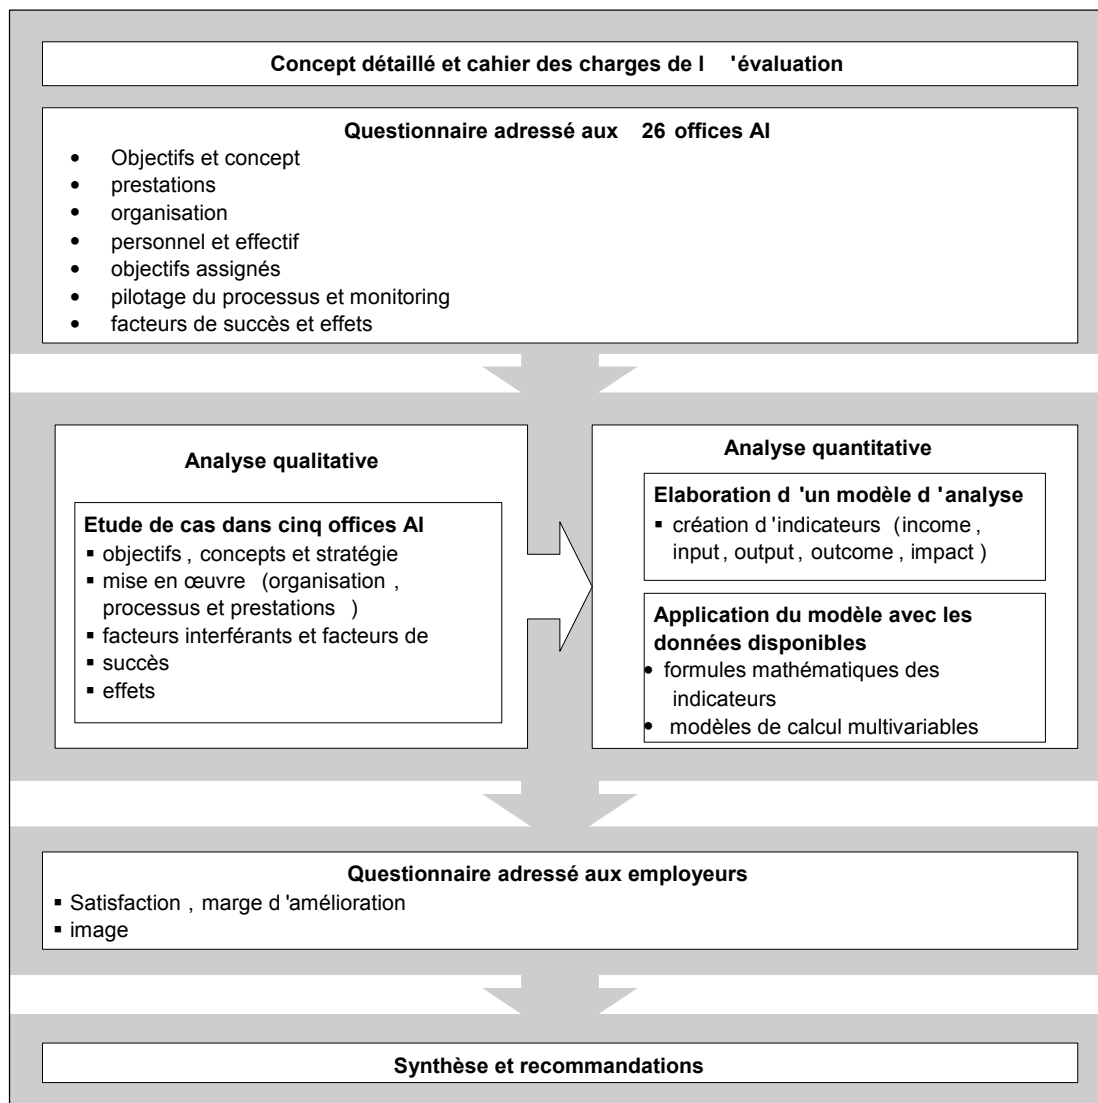 Concept détaillé et cahier des charges de l 'évaluation
Questionnaire adressé aux 26 offices AI
• Objectifs et concept
• prestations
• organisation
• personnel et effectif
• objectifs assignés
• pilotage du processus et monitoring
• facteurs de succès et effets
Analyse qualitative
Etude de cas dans cinq offices AI
▪ objectifs , concepts et stratégie
▪ mise en œuvre (organisation ,
processus et prestations )
▪ facteurs interférants et facteurs de
▪ succès
▪ effets
Analyse quantitative
Elaboration d 'un modèle d 'analyse
▪ création d 'indicateurs (income ,
input , output , outcome , impact )
Application du modèle avec les
données disponibles
• formules mathématiques des
indicateurs
• modèles de calcul multivariables
Questionnaire adressé aux employeurs
▪ Satisfaction , marge d 'amélioration
▪ image
Synthèse et recommandations